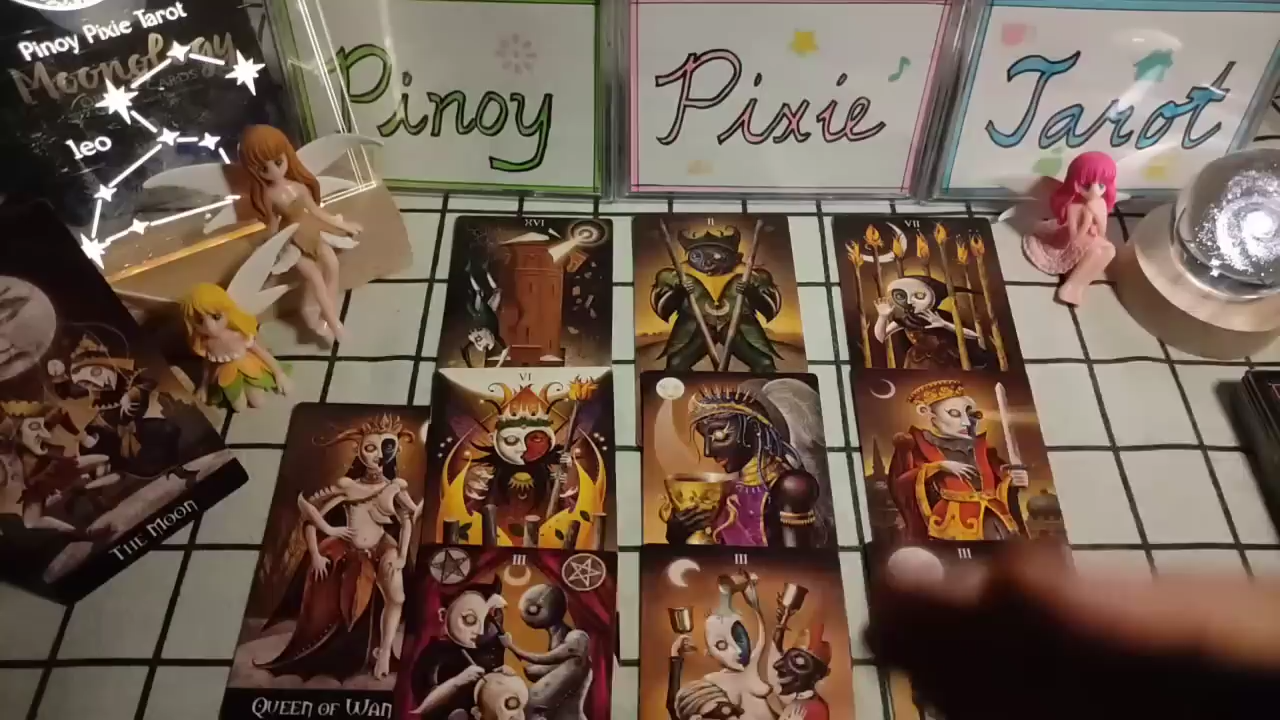 Pinoy Pixie Tarot
Moonology
CARDS
leo
Pinoy
Pixie
Tarot
XVI
II
VII
VI
III
III
III
THE MOON
QUEEN OF WAN